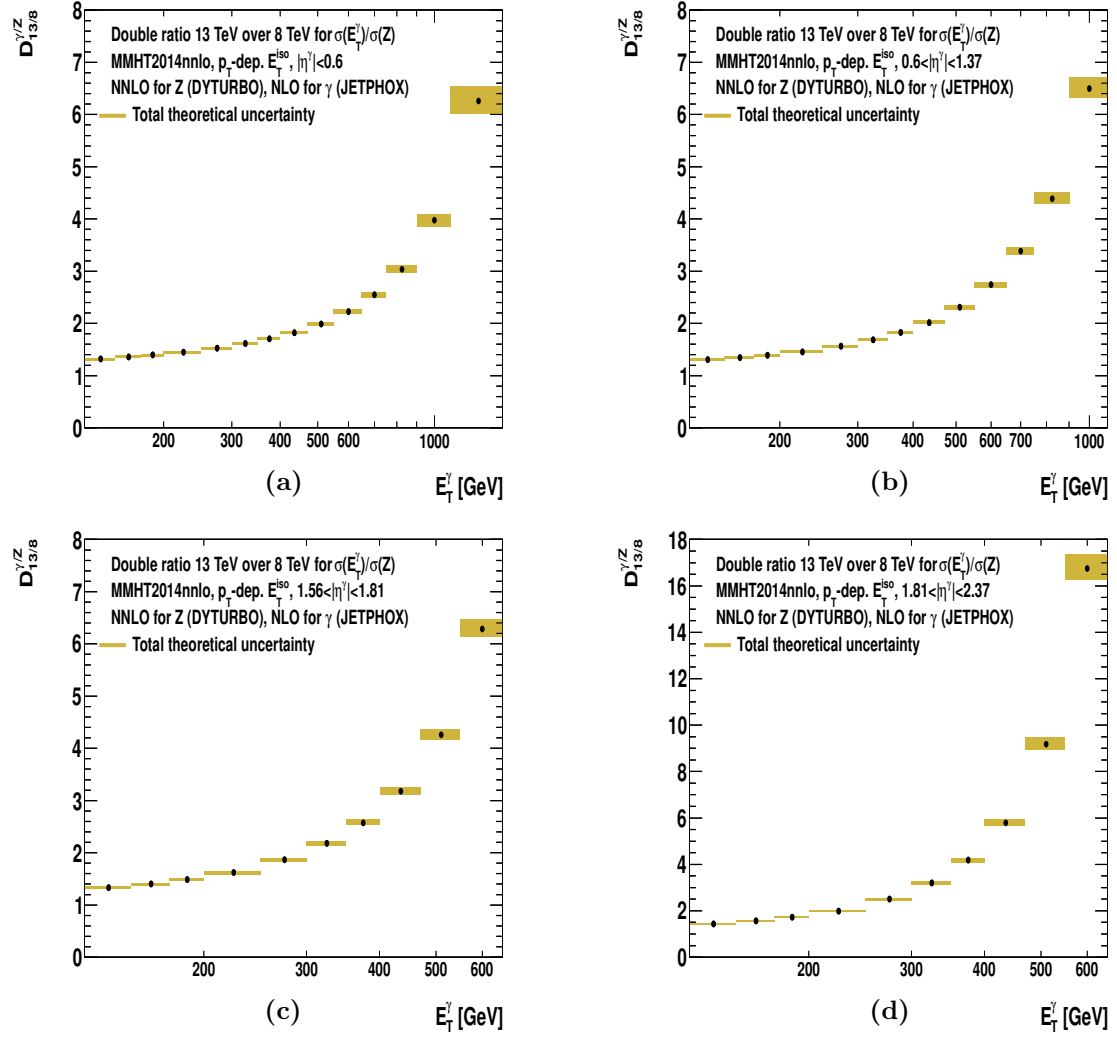 D^{γ/Z}_{13/8}
8
7
6
5
4
3
2
1
0
Double ratio 13 TeV over 8 TeV for σ(E_T^γ)/σ(Z)
MMHT2014nnlo, p_T-dep. E_T^{iso}, |η^γ|<0.6
NNLO for Z (DYTURBO), NLO for γ (JETPHOX)
Total theoretical uncertainty
200 300 400 500 600 1000
(a)
E_T^γ [GeV]
D^{γ/Z}_{13/8}
8
7
6
5
4
3
2
1
0
Double ratio 13 TeV over 8 TeV for σ(E_T^γ)/σ(Z)
MMHT2014nnlo, p_T-dep. E_T^{iso}, 0.6<|η^γ|<1.37
NNLO for Z (DYTURBO), NLO for γ (JETPHOX)
Total theoretical uncertainty
200 300 400 500 600 700 1000
(b)
E_T^γ [GeV]
D^{γ/Z}_{13/8}
8
7
6
5
4
3
2
1
0
Double ratio 13 TeV over 8 TeV for σ(E_T^γ)/σ(Z)
MMHT2014nnlo, p_T-dep. E_T^{iso}, 1.56<|η^γ|<1.81
NNLO for Z (DYTURBO), NLO for γ (JETPHOX)
Total theoretical uncertainty
200 300 400 500 600
(c)
E_T^γ [GeV]
D^{γ/Z}_{13/8}
18
16
14
12
10
8
6
4
2
0
Double ratio 13 TeV over 8 TeV for σ(E_T^γ)/σ(Z)
MMHT2014nnlo, p_T-dep. E_T^{iso}, 1.81<|η^γ|<2.37
NNLO for Z (DYTURBO), NLO for γ (JETPHOX)
Total theoretical uncertainty
200 300 400 500 600
(d)
E_T^γ [GeV]